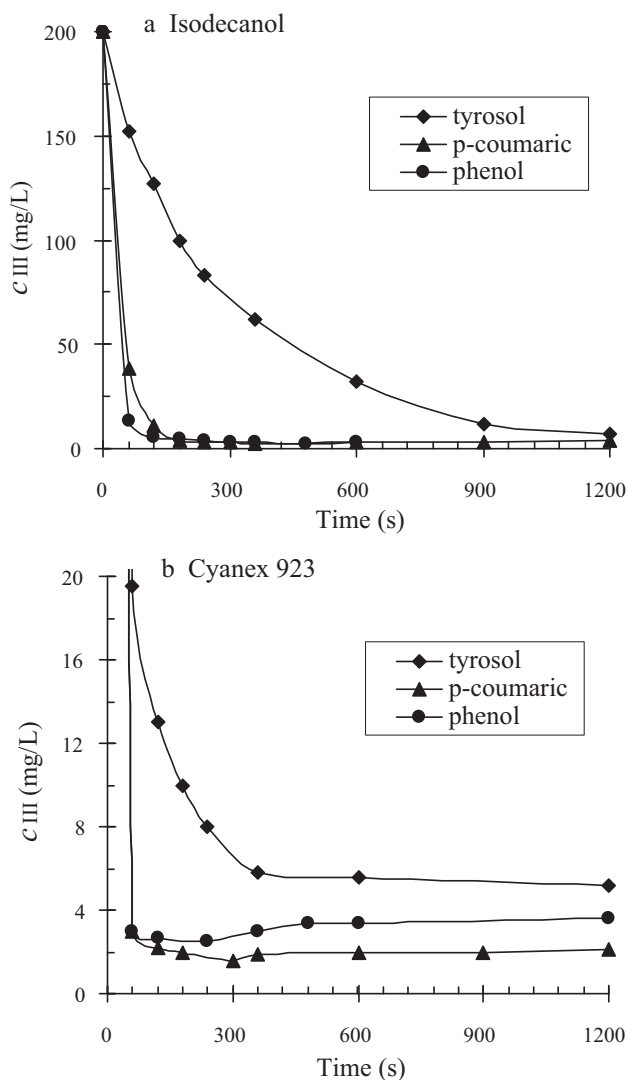 a Isodecanol
200
150
100
50
0
c III (mg/L)
tyrosol
p-coumaric
phenol
0 300 600 900 1200
Time (s)
b Cyanex 923
20
16
12
8
4
0
c III (mg/L)
tyrosol
p-coumaric
phenol
0 300 600 900 1200
Time (s)